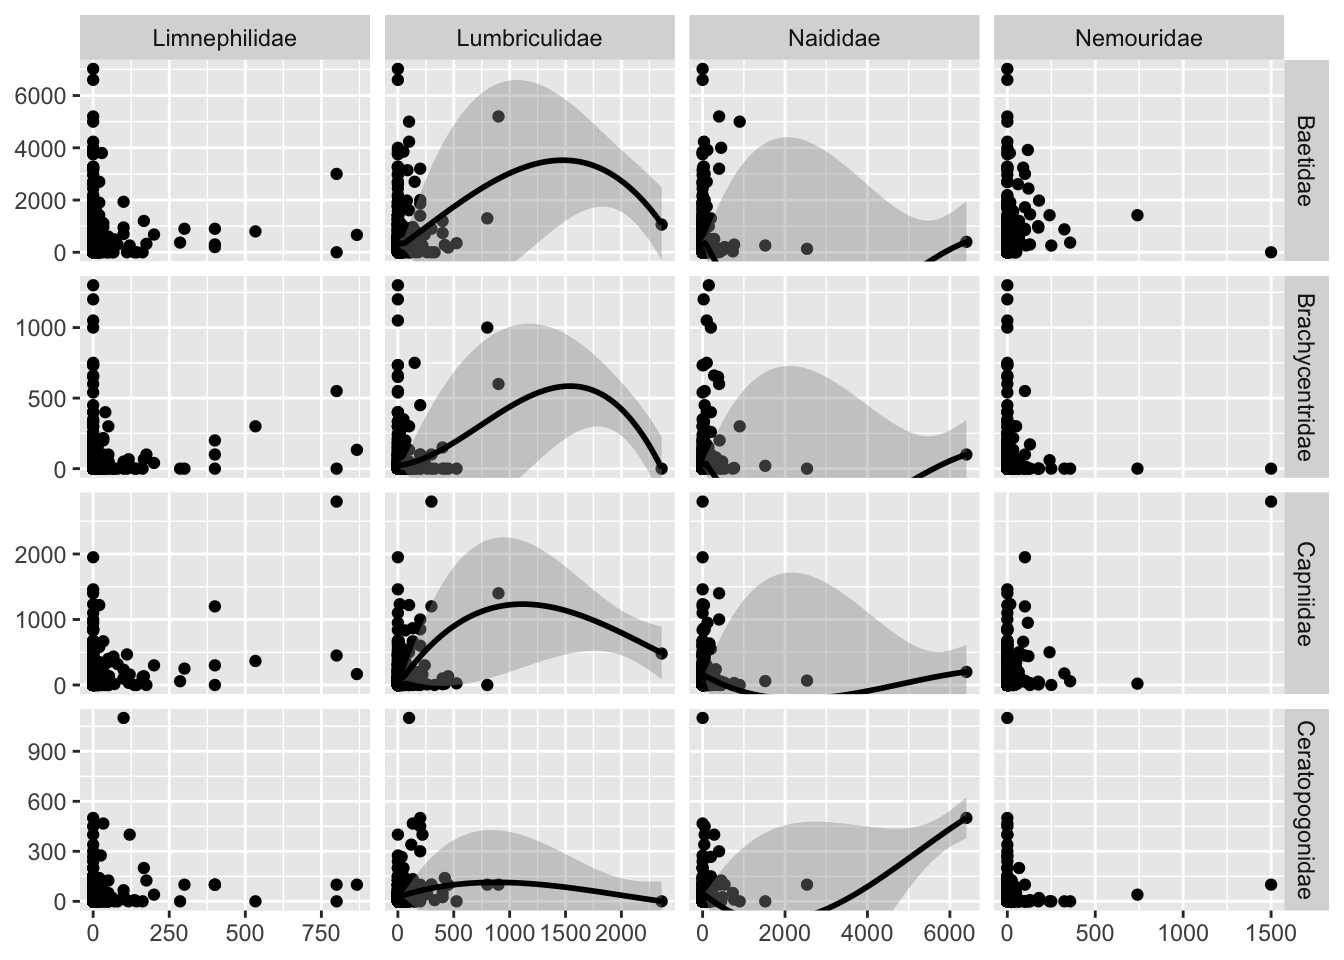 Limnephilidae Lumbriculidae Naididae Nemouridae
6000
4000
2000
0
Baetidae
1000
500
0
Brachycentridae
2000
1000
0
Capniidae
900
600
300
0
Ceratopogonidae
0 250 500 750 0 500 1000 1500 2000 0 2000 4000 6000 0 500 1000 1500